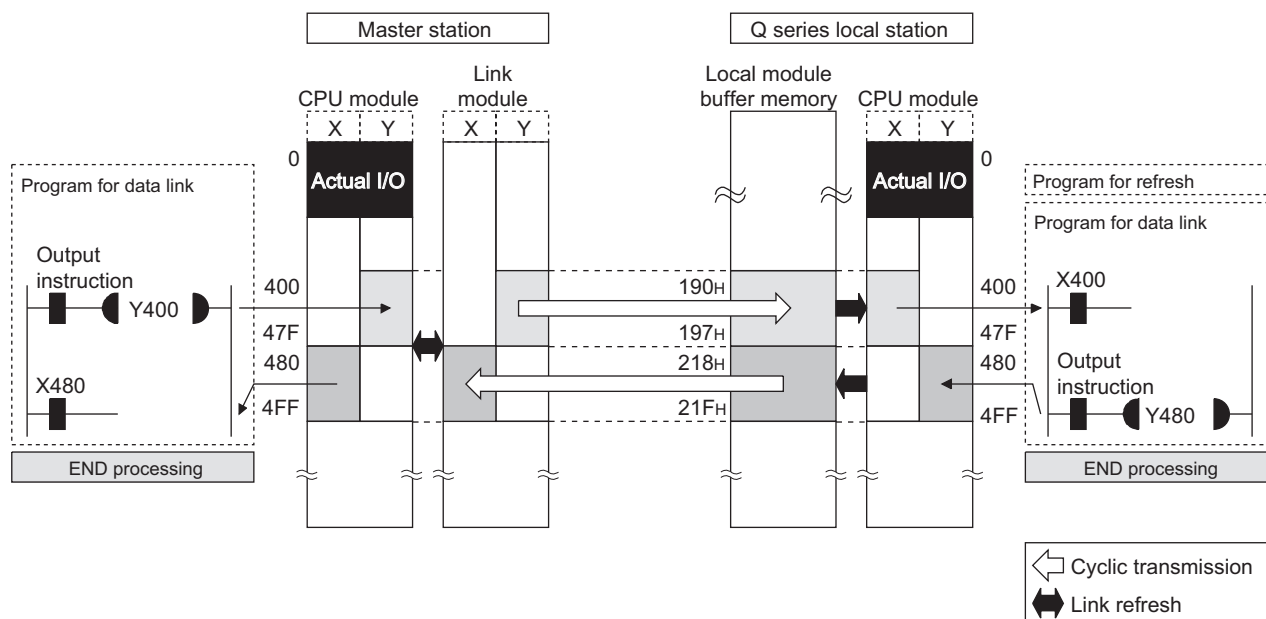 Master station
Q series local station
CPU module
Link
module
Local module
buffer memory
CPU module
X Y
X Y
X Y
0
Actual I/O
Actual I/O
0
Program for data link
Output
instruction
Y400
X480
END processing
400
47F
480
4FF
190H
197H
218H
21FH
400
47F
480
4FF
Program for refresh
Program for data link
X400
Output
instruction
Y480
END processing
Cyclic transmission
Link refresh